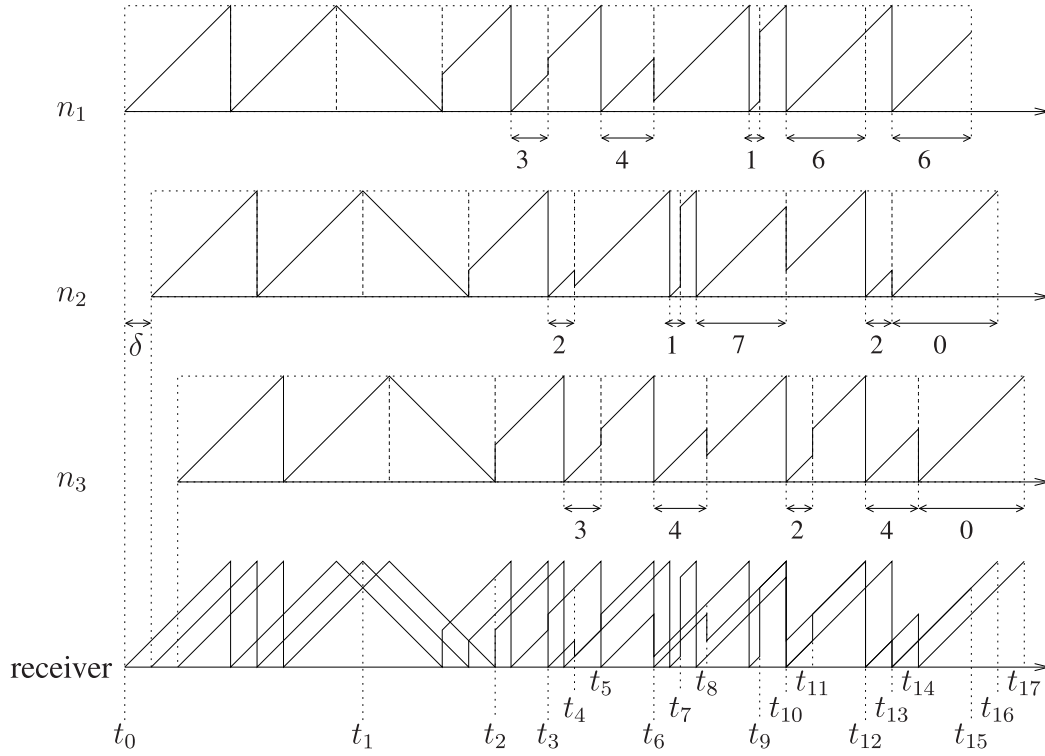 n₁
3 4 1 6 6
n₂
δ 2 1 7 2 0
n₃
3 4 2 4 0
receiver
t₅ t₈ t₁₁ t₁₄ t₁₇
t₄ t₇ t₁₀ t₁₃ t₁₆
t₀ t₁ t₂ t₃ t₆ t₉ t₁₂ t₁₅